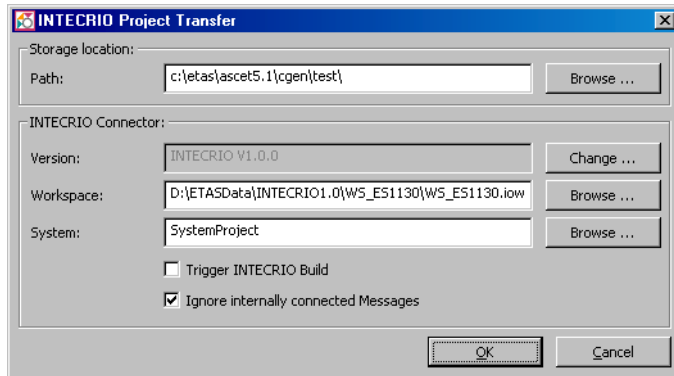 INTECRIO Project Transfer
Storage location:
Path: c:\etas\ascet5.1\cgen\test\ Browse ...
INTECRIO Connector:
Version: INTECRIO V1.0.0 Change ...
Workspace: D:\ETASData\INTECRIO1.0\WS_ES1130\WS_ES1130.iow Browse ...
System: SystemProject Browse ...
Trigger INTECRIO Build
Ignore internally connected Messages
OK Cancel